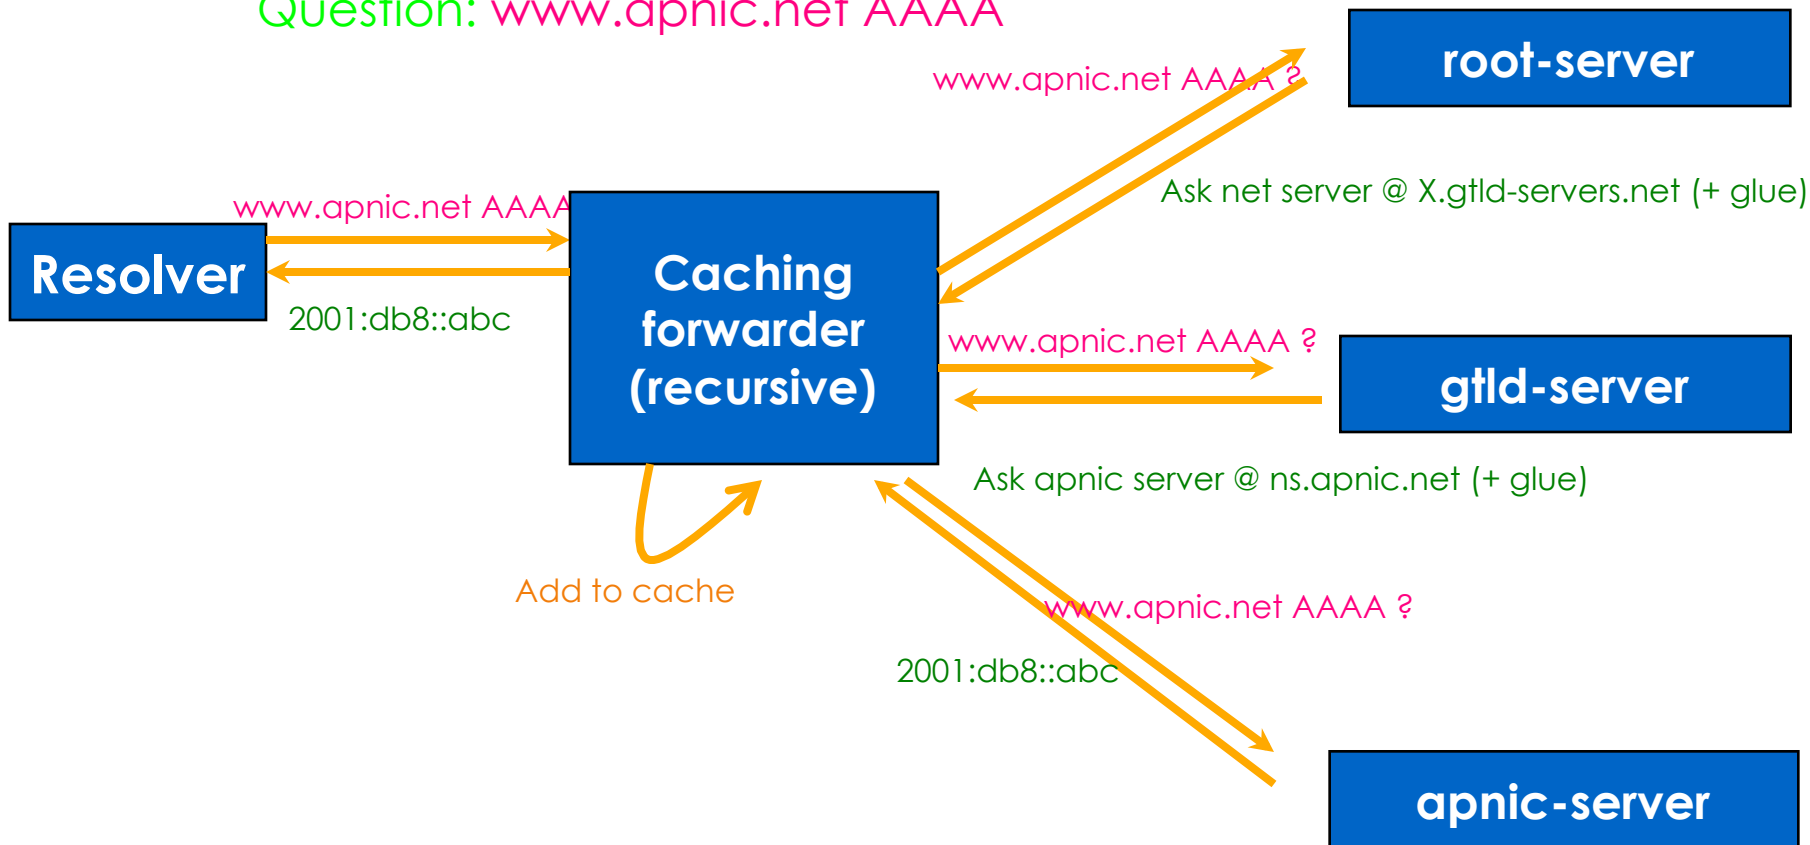 Question: www.apnic.net AAAA
root-server
www.apnic.net AAAA ?
Ask net server @ X.gtld-servers.net (+ glue)
www.apnic.net AAAA
Resolver
Caching
forwarder
(recursive)
2001:db8::abc
www.apnic.net AAAA ?
gtld-server
Ask apnic server @ ns.apnic.net (+ glue)
Add to cache
www.apnic.net AAAA ?
2001:db8::abc
apnic-server